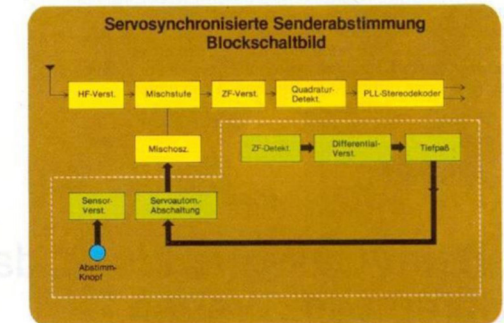 Servosynchronisierte Senderabstimmung
Blockschaltbild
HF-Verst.
Mischstufe
ZF-Verst.
Quadratur-
Detekt.
PLL-Stereodekoder
Mischosz.
ZF-Detekt.
Differential-
Verst.
Tiefpaß
Sensor-
Verst.
Servoautom.-
Abschaltung
Abstimm-
Knopf